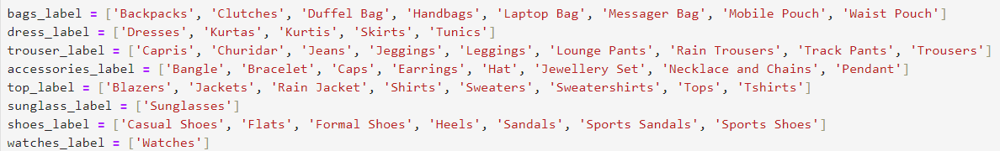 bags_label = ['Backpacks', 'Clutches', 'Duffel Bag', 'Handbags', 'Laptop Bag', 'Messager Bag', 'Mobile Pouch', 'Waist Pouch']
dress_label = ['Dresses', 'Kurtas', 'Kurtis', 'Skirts', 'Tunics']
trouser_label = ['Capris', 'Churidar', 'Jeans', 'Jeggings', 'Leggings', 'Lounge Pants', 'Rain Trousers', 'Track Pants', 'Trousers']
accessories_label = ['Bangle', 'Bracelet', 'Caps', 'Earrings', 'Hat', 'Jewellery Set', 'Necklace and Chains', 'Pendant']
top_label = ['Blazers', 'Jackets', 'Rain Jacket', 'Shirts', 'Sweaters', 'Sweatershirts', 'Tops', 'Tshirts']
sunglass_label = ['Sunglasses']
shoes_label = ['Casual Shoes', 'Flats', 'Formal Shoes', 'Heels', 'Sandals', 'Sports Sandals', 'Sports Shoes']
watches_label = ['Watches']